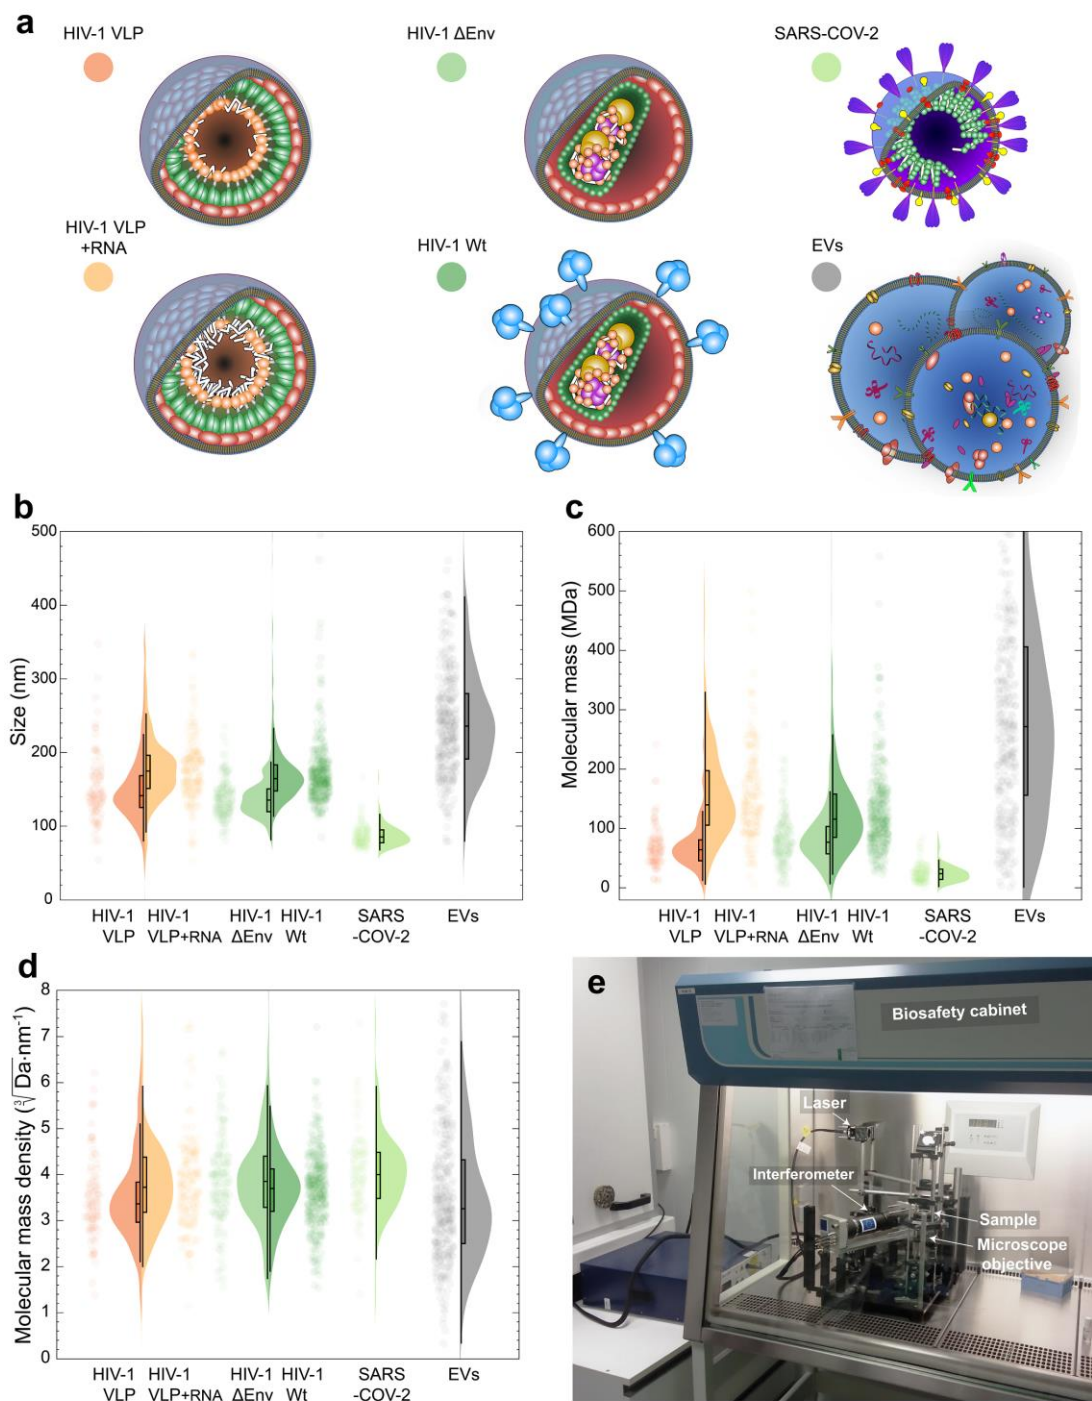 a
HIV-1 VLP
HIV-1 ΔEnv
SARS-COV-2
HIV-1 VLP
+RNA
HIV-1 Wt
EVs
b
Size (nm)
500
400
300
200
100
0
HIV-1
VLP
HIV-1
VLP+RNA
HIV-1
ΔEnv
HIV-1
Wt
SARS
-COV-2
EVs
c
Molecular mass (MDa)
600
500
400
300
200
100
0
HIV-1
VLP
HIV-1
VLP+RNA
HIV-1
ΔEnv
HIV-1
Wt
SARS
-COV-2
EVs
d
Molecular mass density (∛Da·nm⁻¹)
8
7
6
5
4
3
2
1
0
HIV-1
VLP
HIV-1
VLP+RNA
HIV-1
ΔEnv
HIV-1
Wt
SARS
-COV-2
EVs
e
Biosafety cabinet
Laser
Interferometer
Sample
Microscope
objective